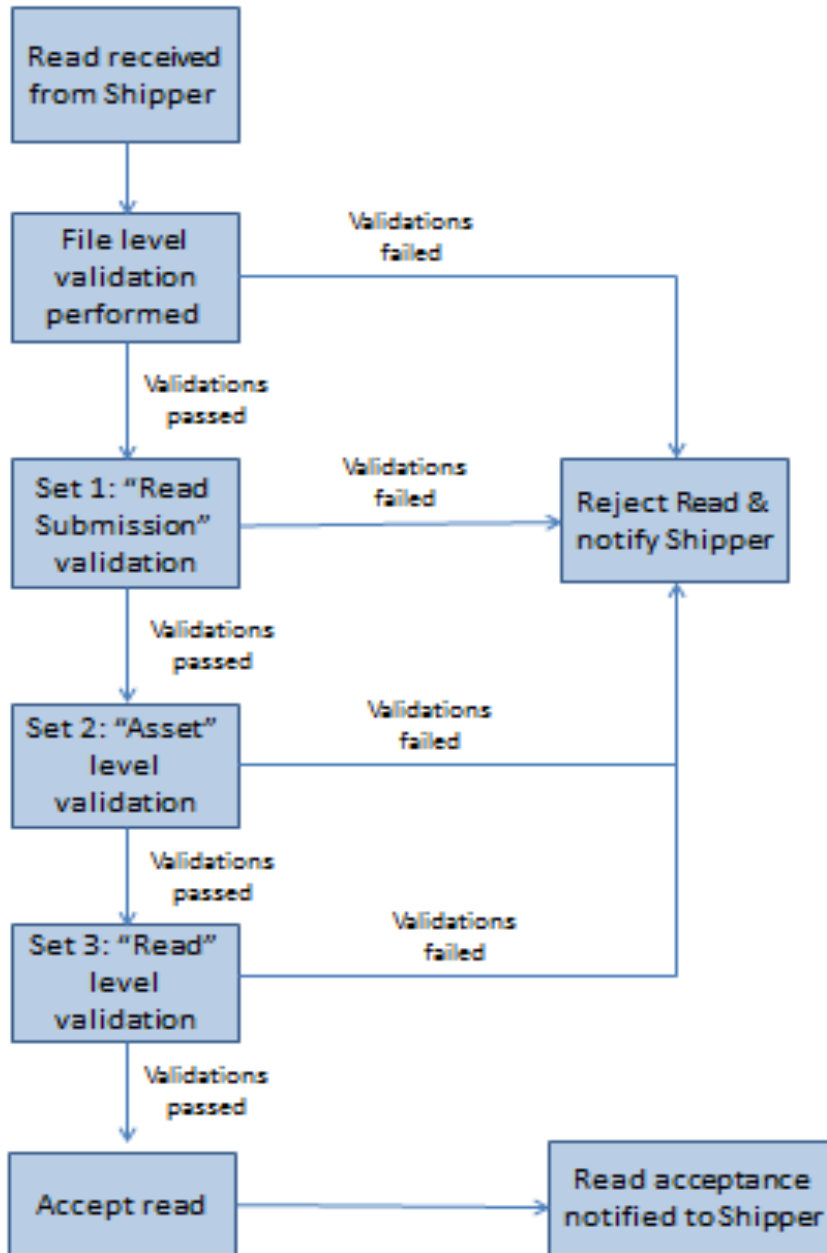 Read received
from Shipper
File level
validation
performed
Validations
failed
Validations
passed
Set 1: “Read
Submission”
validation
Validations
failed
Reject Read &
notify Shipper
Validations
passed
Set 2: “Asset”
level
validation
Validations
failed
Validations
passed
Set 3: “Read”
level
validation
Validations
failed
Validations
passed
Accept read
Read acceptance
notified to Shipper